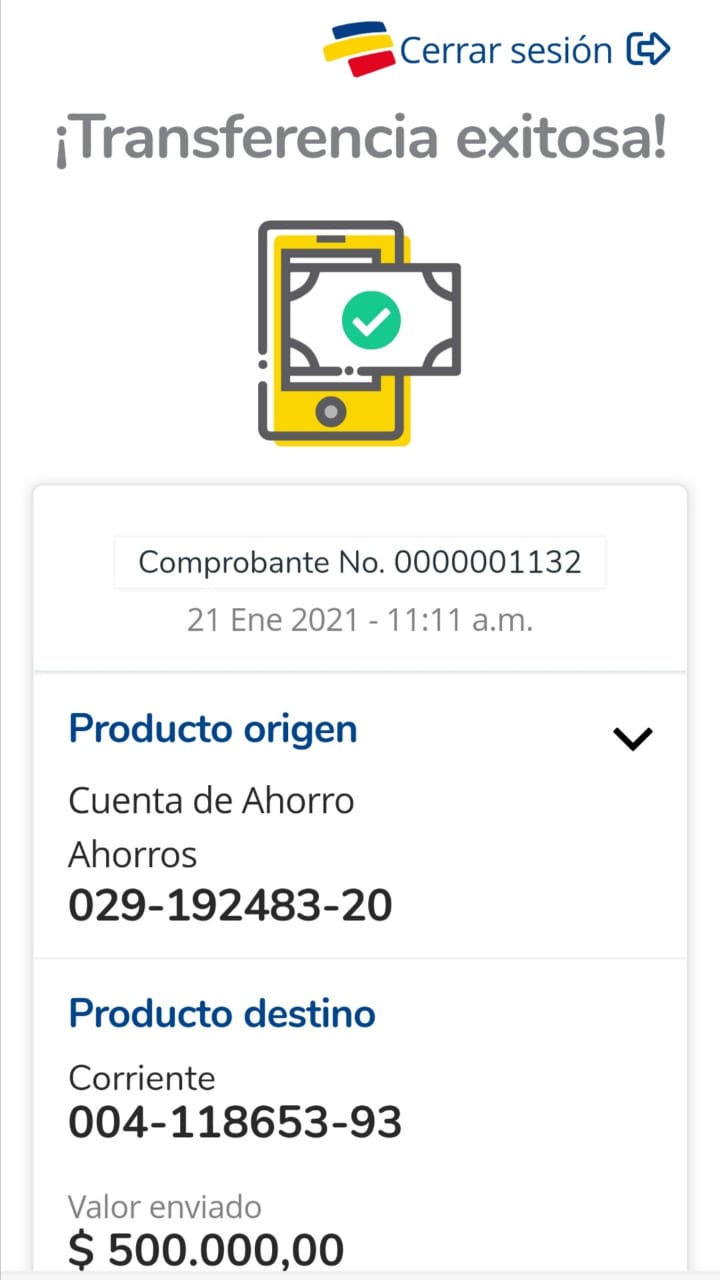 Cerrar sesión
¡Transferencia exitosa!
Comprobante No. 0000001132
21 Ene 2021 - 11:11 a.m.
Producto origen
Cuenta de Ahorro
Ahorros
029-192483-20
Producto destino
Corriente
004-118653-93
Valor enviado
$ 500.000,00